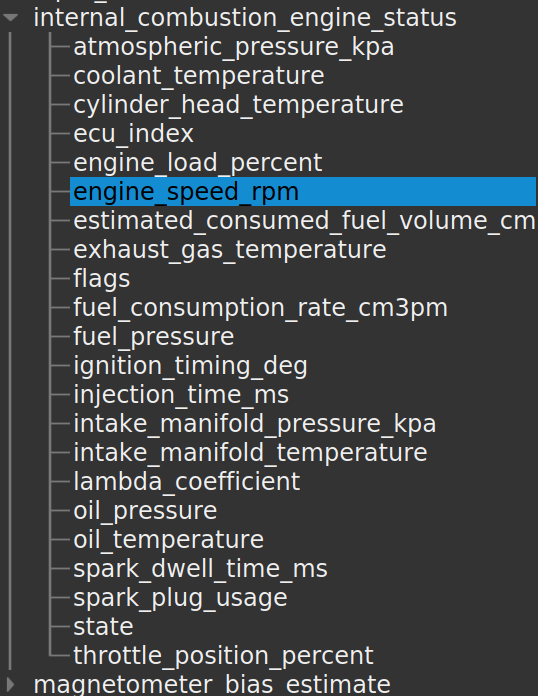 internal_combustion_engine_status
atmospheric_pressure_kpa
coolant_temperature
cylinder_head_temperature
ecu_index
engine_load_percent
engine_speed_rpm
estimated_consumed_fuel_volume_cm
exhaust_gas_temperature
flags
fuel_consumption_rate_cm3pm
fuel_pressure
ignition_timing_deg
injection_time_ms
intake_manifold_pressure_kpa
intake_manifold_temperature
lambda_coefficient
oil_pressure
oil_temperature
spark_dwell_time_ms
spark_plug_usage
state
throttle_position_percent
magnetometer_bias_estimate